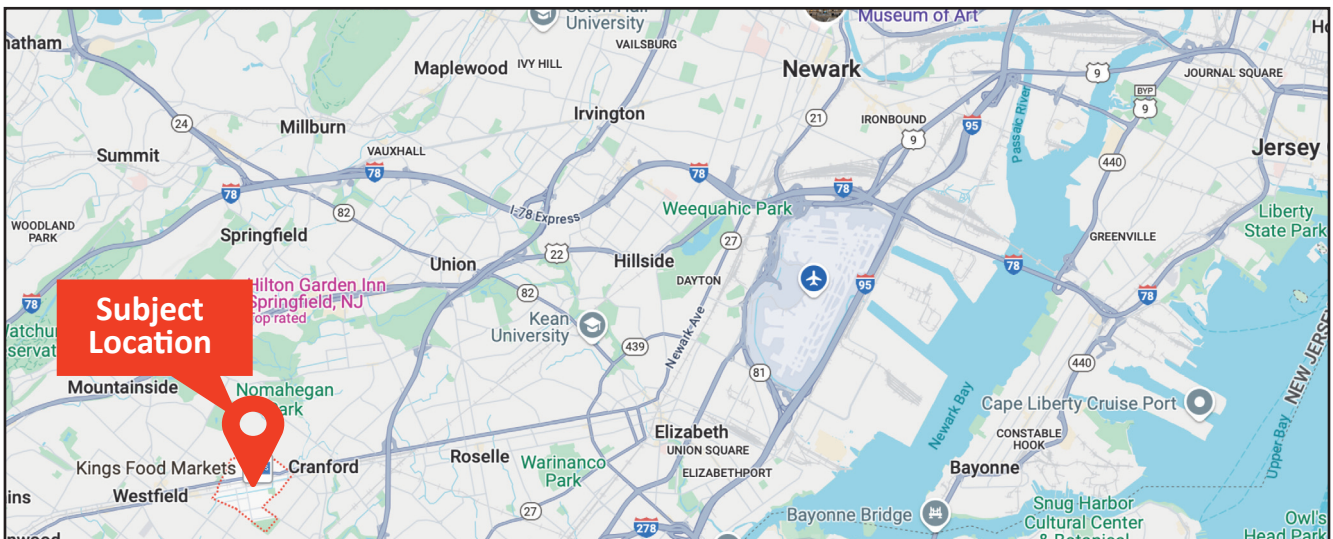 Seton Hall
University
Museum of Art
natham
VAILSBURG
Maplewood
IVY HILL
Newark
9
JOURNAL SQUARE
BYP
9
24
Millburn
Irvington
21
IRONBOUND
9
95
Passaic River
Summit
VAUXHALL
78
78
78
78
440
Jersey
82
I-78 Express
Weequahic Park
WOODLAND
PARK
Springfield
Liberty
State Park
27
GREENVILLE
22
Union
Hillside
DAYTON
78
95
78
78
Hilton Garden Inn
Springfield, NJ
Top rated
Subject
Location
82
Kean
University
439
Newark Ave
81
440
NEW JERSEY
Mountainside
Nomahegan
Park
Newark Bay
Cape Liberty Cruise Port
Upper Bay
Elizabeth
UNION SQUARE
ELIZABETHPORT
CONSTABLE
HOOK
Bayonne
Kings Food Markets
Cranford
Roselle
Warinanco
Park
ins
Westfield
27
278
Bayonne Bridge
Snug Harbor
Cultural Center
& Botanical
Owl's
Head Park